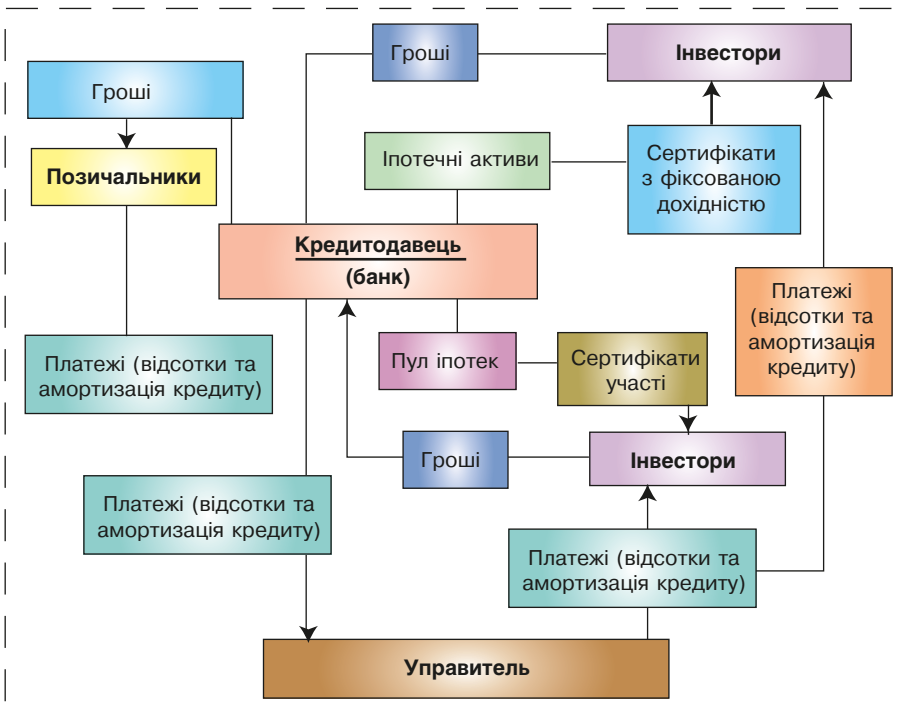 Гроші
Інвестори
Гроші
Іпотечні активи
Сертифікати
з фіксованою
дохідністю
Позичальники
Кредитодавець
(банк)
Платежі
(відсотки та
амортизація
кредиту)
Платежі (відсотки та
амортизація кредиту)
Пул іпотек
Сертифікати
участі
Гроші
Інвестори
Платежі (відсотки та
амортизація кредиту)
Платежі (відсотки та
амортизація кредиту)
Управитель